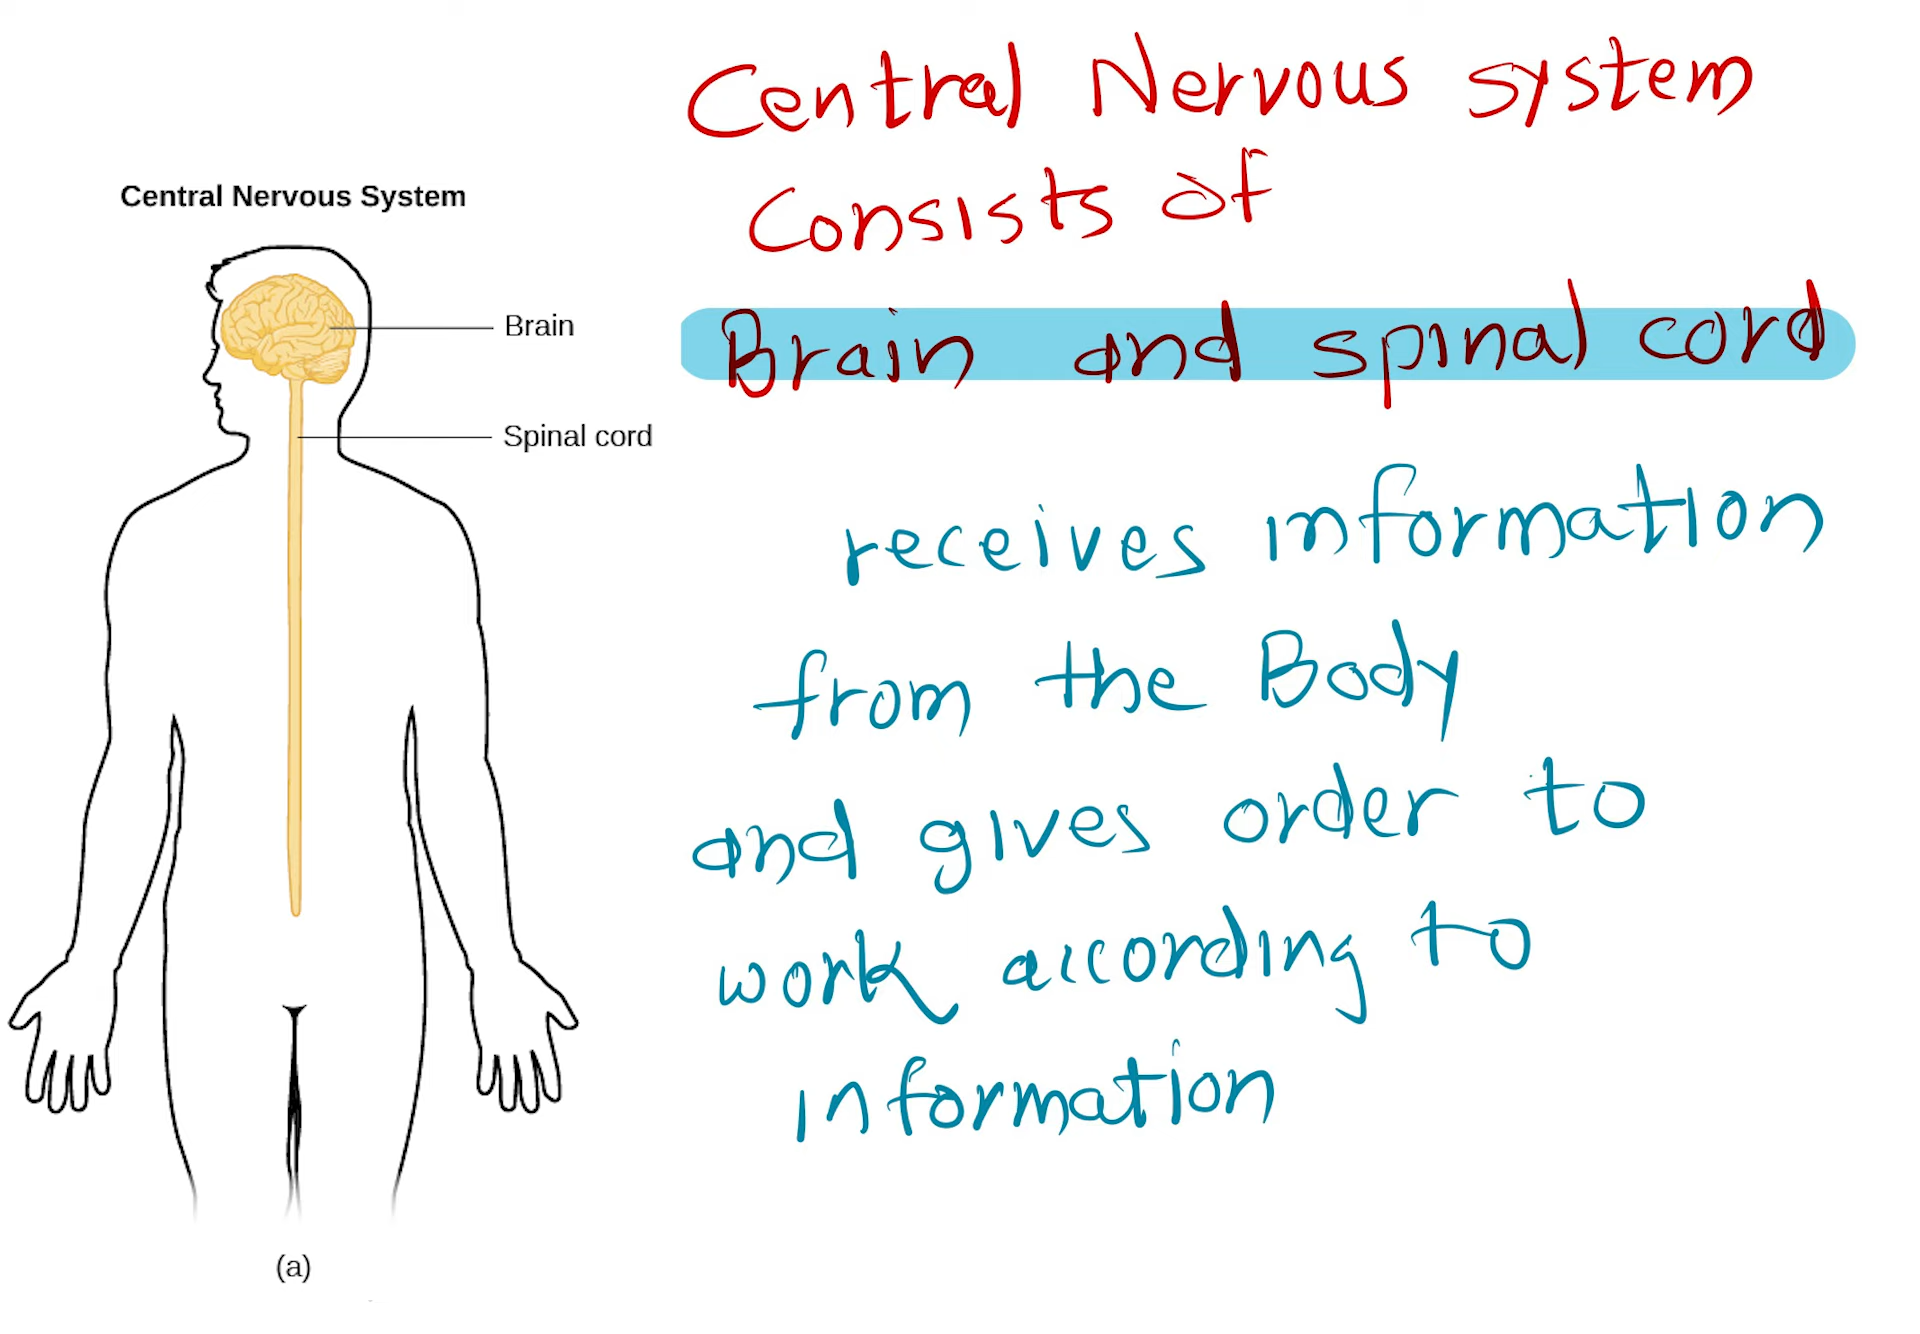 Central Nervous system
Consists of
Central Nervous System
Brain and spinal cord
Brain
Spinal cord
receives information
from the Body
and gives order to
work according to
information
(a)